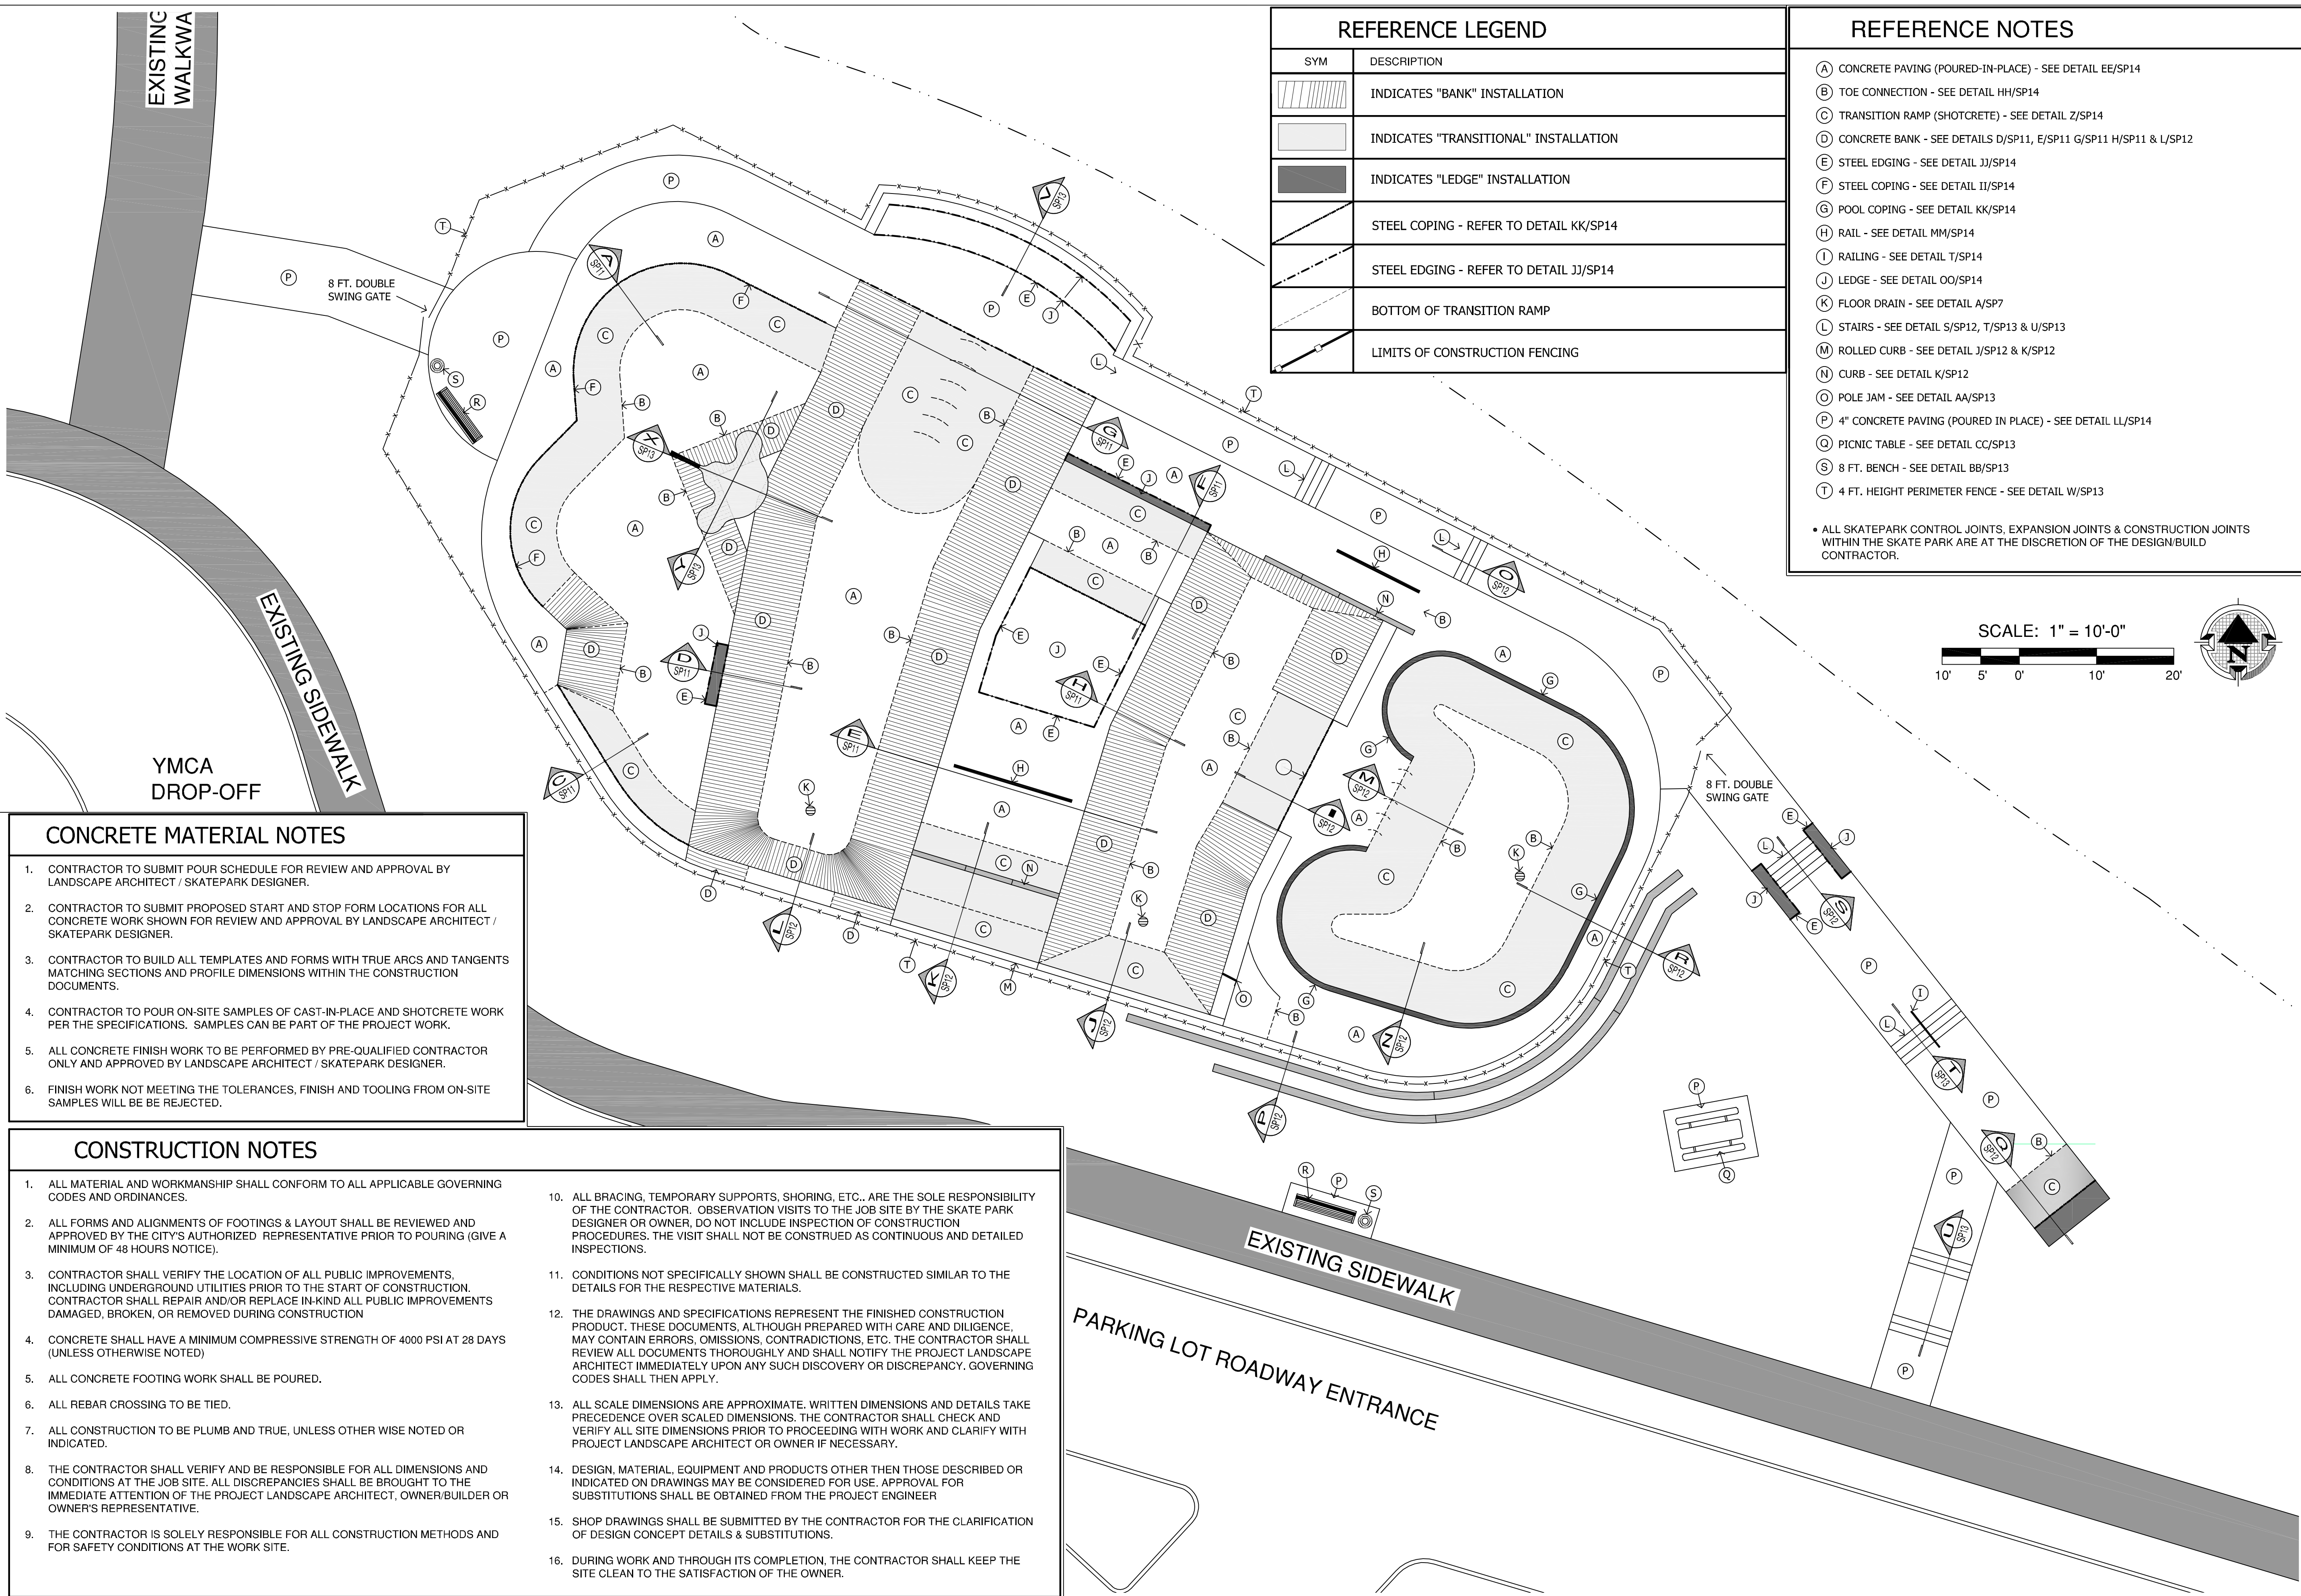 EXISTING
WALKWA
REFERENCE LEGEND
SYM
DESCRIPTION
INDICATES "BANK" INSTALLATION
INDICATES "TRANSITIONAL" INSTALLATION
INDICATES "LEDGE" INSTALLATION
STEEL COPING - REFER TO DETAIL KK/SP14
STEEL EDGING - REFER TO DETAIL JJ/SP14
BOTTOM OF TRANSITION RAMP
LIMITS OF CONSTRUCTION FENCING
REFERENCE NOTES
A CONCRETE PAVING (POURED-IN-PLACE) - SEE DETAIL EE/SP14
B TOE CONNECTION - SEE DETAIL HH/SP14
C TRANSITION RAMP (SHOTCRETE) - SEE DETAIL Z/SP14
D CONCRETE BANK - SEE DETAILS D/SP11, E/SP11 G/SP11 H/SP11 & L/SP12
E STEEL EDGING - SEE DETAIL JJ/SP14
F STEEL COPING - SEE DETAIL II/SP14
G POOL COPING - SEE DETAIL KK/SP14
H RAIL - SEE DETAIL MM/SP14
I RAILING - SEE DETAIL T/SP14
J LEDGE - SEE DETAIL OO/SP14
K FLOOR DRAIN - SEE DETAIL A/SP7
L STAIRS - SEE DETAIL S/SP12, T/SP13 & U/SP13
M ROLLED CURB - SEE DETAIL J/SP12 & K/SP12
N CURB - SEE DETAIL K/SP12
O POLE JAM - SEE DETAIL AA/SP13
P 4" CONCRETE PAVING (POURED IN PLACE) - SEE DETAIL LL/SP14
Q PICNIC TABLE - SEE DETAIL CC/SP13
S 8 FT. BENCH - SEE DETAIL BB/SP13
T 4 FT. HEIGHT PERIMETER FENCE - SEE DETAIL W/SP13
• ALL SKATEPARK CONTROL JOINTS, EXPANSION JOINTS & CONSTRUCTION JOINTS
WITHIN THE SKATE PARK ARE AT THE DISCRETION OF THE DESIGN/BUILD
CONTRACTOR.
SCALE: 1" = 10'-0"
10' 5' 0' 10' 20'
N
8 FT. DOUBLE
SWING GATE
8 FT. DOUBLE
SWING GATE
EXISTING SIDEWALK
YMCA
DROP-OFF
A SP11
V SP13
G SP11
F SP11
X SP13
Y SP13
O SP12
D SP11
H SP11
E SP11
C SP11
M SP12
I SP12
L SP12
K SP12
J SP12
N SP12
R SP12
P SP12
S SP12
T SP13
Q SP12
U SP13
CONCRETE MATERIAL NOTES
1. CONTRACTOR TO SUBMIT POUR SCHEDULE FOR REVIEW AND APPROVAL BY
LANDSCAPE ARCHITECT / SKATEPARK DESIGNER.
2. CONTRACTOR TO SUBMIT PROPOSED START AND STOP FORM LOCATIONS FOR ALL
CONCRETE WORK SHOWN FOR REVIEW AND APPROVAL BY LANDSCAPE ARCHITECT /
SKATEPARK DESIGNER.
3. CONTRACTOR TO BUILD ALL TEMPLATES AND FORMS WITH TRUE ARCS AND TANGENTS
MATCHING SECTIONS AND PROFILE DIMENSIONS WITHIN THE CONSTRUCTION
DOCUMENTS.
4. CONTRACTOR TO POUR ON-SITE SAMPLES OF CAST-IN-PLACE AND SHOTCRETE WORK
PER THE SPECIFICATIONS. SAMPLES CAN BE PART OF THE PROJECT WORK.
5. ALL CONCRETE FINISH WORK TO BE PERFORMED BY PRE-QUALIFIED CONTRACTOR
ONLY AND APPROVED BY LANDSCAPE ARCHITECT / SKATEPARK DESIGNER.
6. FINISH WORK NOT MEETING THE TOLERANCES, FINISH AND TOOLING FROM ON-SITE
SAMPLES WILL BE BE REJECTED.
CONSTRUCTION NOTES
1. ALL MATERIAL AND WORKMANSHIP SHALL CONFORM TO ALL APPLICABLE GOVERNING
CODES AND ORDINANCES.
2. ALL FORMS AND ALIGNMENTS OF FOOTINGS & LAYOUT SHALL BE REVIEWED AND
APPROVED BY THE CITY'S AUTHORIZED REPRESENTATIVE PRIOR TO POURING (GIVE A
MINIMUM OF 48 HOURS NOTICE).
3. CONTRACTOR SHALL VERIFY THE LOCATION OF ALL PUBLIC IMPROVEMENTS,
INCLUDING UNDERGROUND UTILITIES PRIOR TO THE START OF CONSTRUCTION.
CONTRACTOR SHALL REPAIR AND/OR REPLACE IN-KIND ALL PUBLIC IMPROVEMENTS
DAMAGED, BROKEN, OR REMOVED DURING CONSTRUCTION
4. CONCRETE SHALL HAVE A MINIMUM COMPRESSIVE STRENGTH OF 4000 PSI AT 28 DAYS
(UNLESS OTHERWISE NOTED)
5. ALL CONCRETE FOOTING WORK SHALL BE POURED.
6. ALL REBAR CROSSING TO BE TIED.
7. ALL CONSTRUCTION TO BE PLUMB AND TRUE, UNLESS OTHER WISE NOTED OR
INDICATED.
8. THE CONTRACTOR SHALL VERIFY AND BE RESPONSIBLE FOR ALL DIMENSIONS AND
CONDITIONS AT THE JOB SITE. ALL DISCREPANCIES SHALL BE BROUGHT TO THE
IMMEDIATE ATTENTION OF THE PROJECT LANDSCAPE ARCHITECT, OWNER/BUILDER OR
OWNER'S REPRESENTATIVE.
9. THE CONTRACTOR IS SOLELY RESPONSIBLE FOR ALL CONSTRUCTION METHODS AND
FOR SAFETY CONDITIONS AT THE WORK SITE.
10. ALL BRACING, TEMPORARY SUPPORTS, SHORING, ETC.. ARE THE SOLE RESPONSIBILITY
OF THE CONTRACTOR. OBSERVATION VISITS TO THE JOB SITE BY THE SKATE PARK
DESIGNER OR OWNER, DO NOT INCLUDE INSPECTION OF CONSTRUCTION
PROCEDURES. THE VISIT SHALL NOT BE CONSTRUED AS CONTINUOUS AND DETAILED
INSPECTIONS.
11. CONDITIONS NOT SPECIFICALLY SHOWN SHALL BE CONSTRUCTED SIMILAR TO THE
DETAILS FOR THE RESPECTIVE MATERIALS.
12. THE DRAWINGS AND SPECIFICATIONS REPRESENT THE FINISHED CONSTRUCTION
PRODUCT. THESE DOCUMENTS, ALTHOUGH PREPARED WITH CARE AND DILIGENCE,
MAY CONTAIN ERRORS, OMISSIONS, CONTRADICTIONS, ETC. THE CONTRACTOR SHALL
REVIEW ALL DOCUMENTS THOROUGHLY AND SHALL NOTIFY THE PROJECT LANDSCAPE
ARCHITECT IMMEDIATELY UPON ANY SUCH DISCOVERY OR DISCREPANCY. GOVERNING
CODES SHALL THEN APPLY.
13. ALL SCALE DIMENSIONS ARE APPROXIMATE. WRITTEN DIMENSIONS AND DETAILS TAKE
PRECEDENCE OVER SCALED DIMENSIONS. THE CONTRACTOR SHALL CHECK AND
VERIFY ALL SITE DIMENSIONS PRIOR TO PROCEEDING WITH WORK AND CLARIFY WITH
PROJECT LANDSCAPE ARCHITECT OR OWNER IF NECESSARY.
14. DESIGN, MATERIAL, EQUIPMENT AND PRODUCTS OTHER THEN THOSE DESCRIBED OR
INDICATED ON DRAWINGS MAY BE CONSIDERED FOR USE. APPROVAL FOR
SUBSTITUTIONS SHALL BE OBTAINED FROM THE PROJECT ENGINEER
15. SHOP DRAWINGS SHALL BE SUBMITTED BY THE CONTRACTOR FOR THE CLARIFICATION
OF DESIGN CONCEPT DETAILS & SUBSTITUTIONS.
16. DURING WORK AND THROUGH ITS COMPLETION, THE CONTRACTOR SHALL KEEP THE
SITE CLEAN TO THE SATISFACTION OF THE OWNER.
EXISTING SIDEWALK
PARKING LOT ROADWAY ENTRANCE